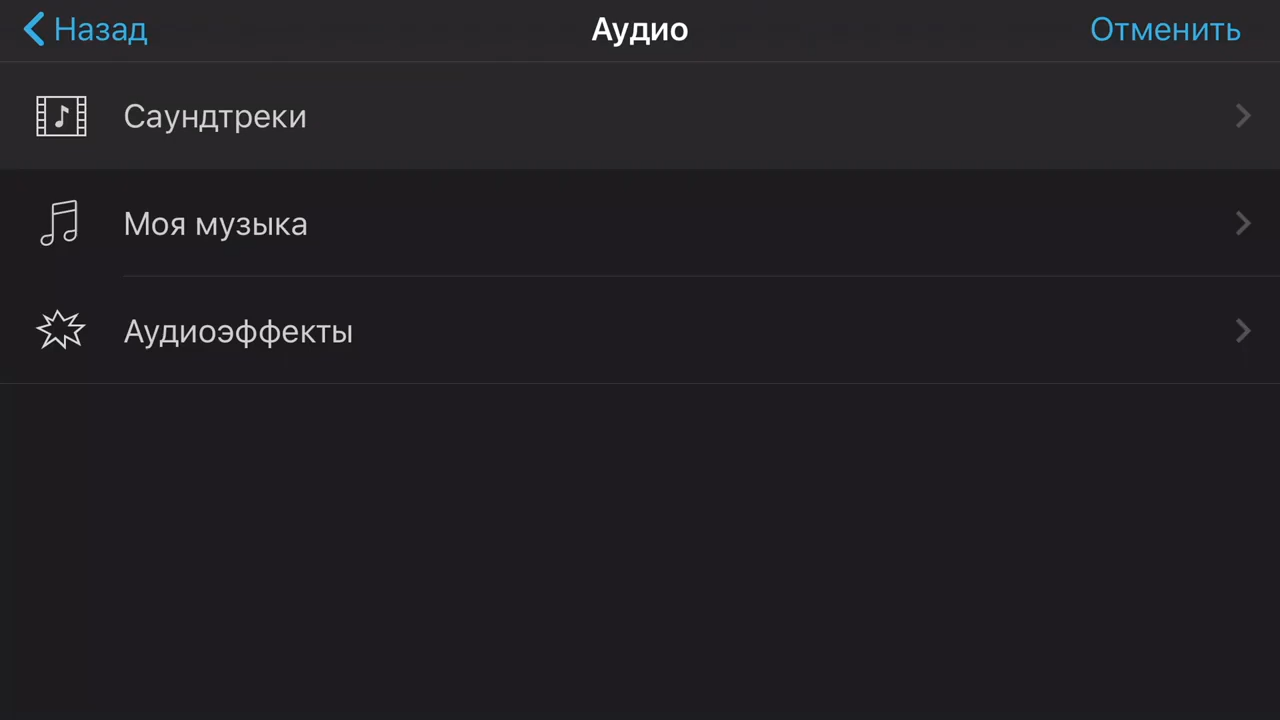 Назад
Аудио
Отменить
Саундтреки
Моя музыка
Аудиоэффекты